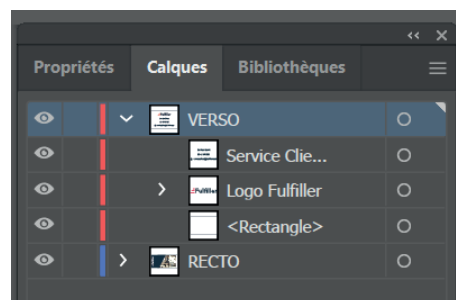 Propriétés Calques Bibliothèques
VERSO
Service Clie...
Logo Fulfiller
<Rectangle>
RECTO